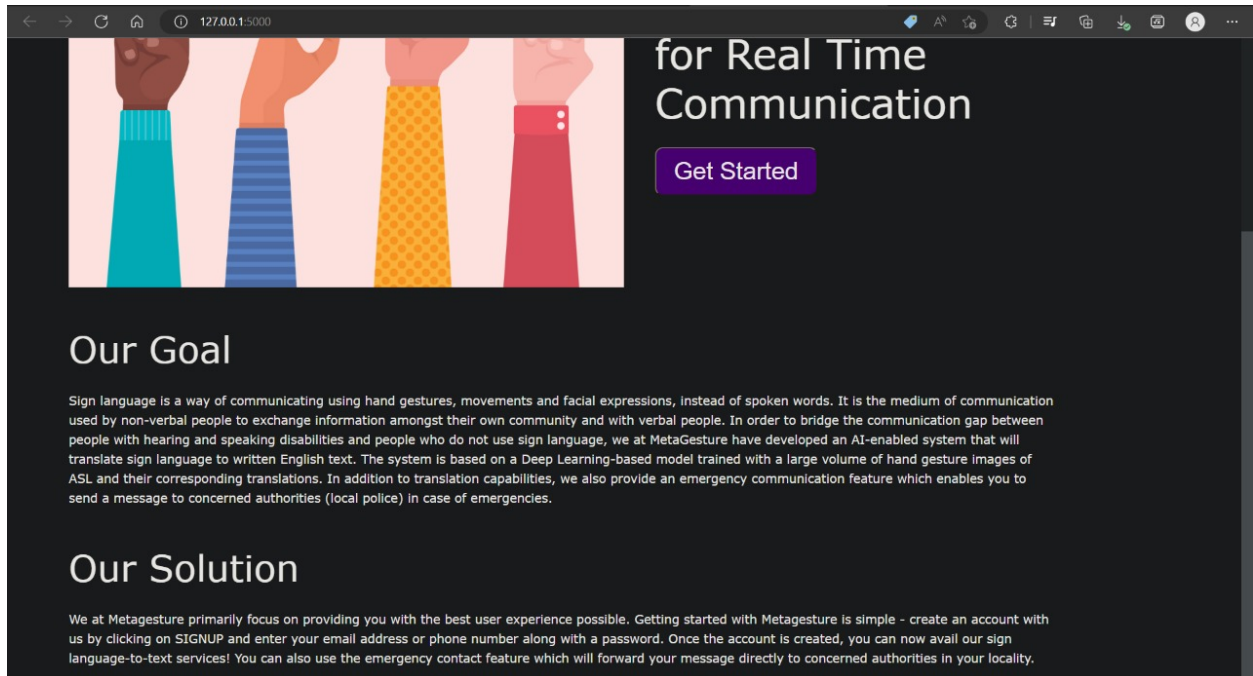 127.0.0.1:5000
for Real Time
Communication
Get Started
Our Goal
Sign language is a way of communicating using hand gestures, movements and facial expressions, instead of spoken words. It is the medium of communication
used by non-verbal people to exchange information amongst their own community and with verbal people. In order to bridge the communication gap between
people with hearing and speaking disabilities and people who do not use sign language, we at MetaGesture have developed an AI-enabled system that will
translate sign language to written English text. The system is based on a Deep Learning-based model trained with a large volume of hand gesture images of
ASL and their corresponding translations. In addition to translation capabilities, we also provide an emergency communication feature which enables you to
send a message to concerned authorities (local police) in case of emergencies.
Our Solution
We at Metagesture primarily focus on providing you with the best user experience possible. Getting started with Metagesture is simple - create an account with
us by clicking on SIGNUP and enter your email address or phone number along with a password. Once the account is created, you can now avail our sign
language-to-text services! You can also use the emergency contact feature which will forward your message directly to concerned authorities in your locality.